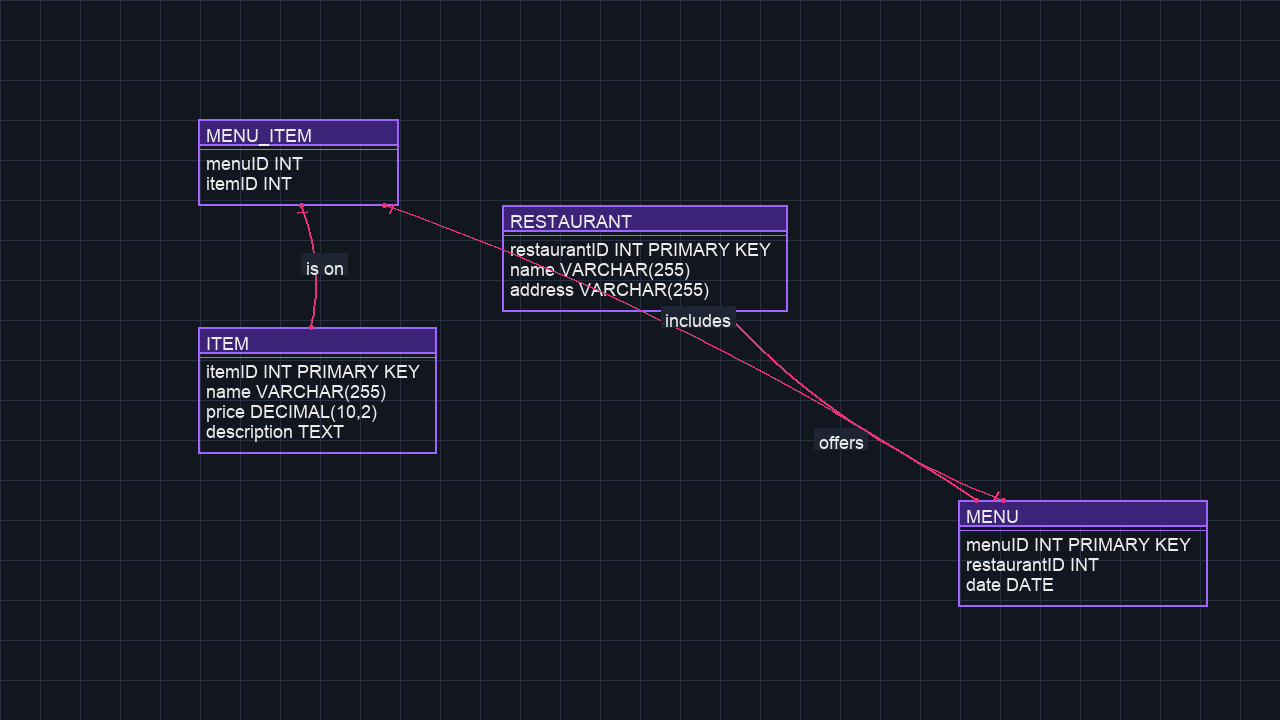 MENU_ITEM
menuID INT
itemID INT
RESTAURANT
restaurantID INT PRIMARY KEY
name VARCHAR(255)
address VARCHAR(255)
is on
includes
ITEM
itemID INT PRIMARY KEY
name VARCHAR(255)
price DECIMAL(10,2)
description TEXT
offers
MENU
menuID INT PRIMARY KEY
restaurantID INT
date DATE